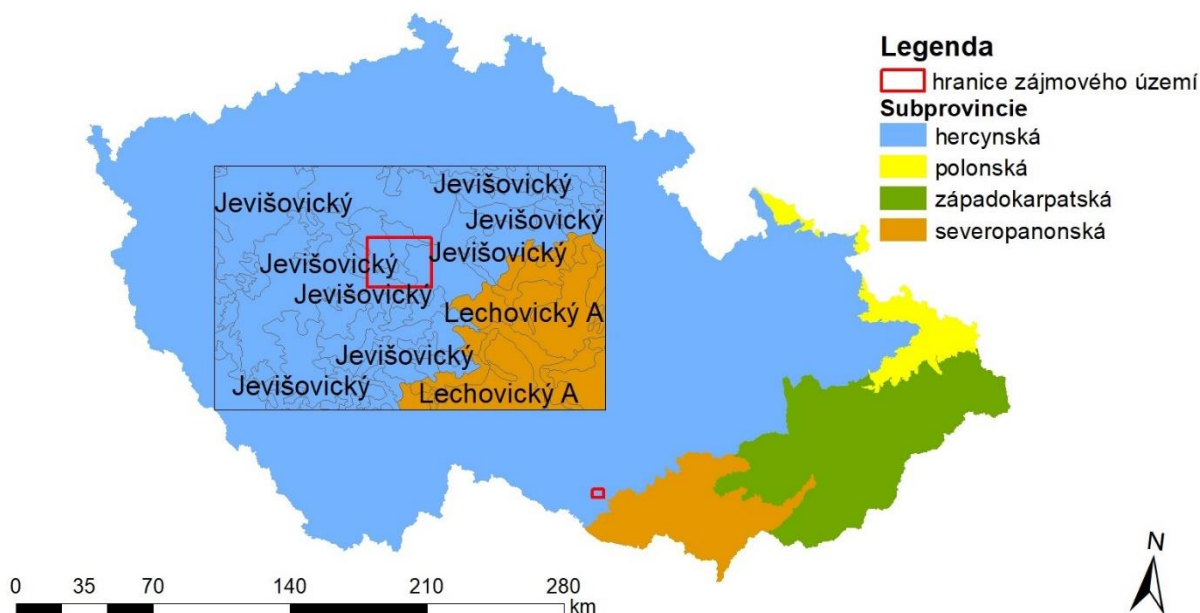 Legenda
hranice zájmového území
Subprovincie
hercynská
polonská
západokarpatská
severopanonská
Jevišovický
Jevišovický
Jevišovický
Jevišovický
Jevišovický
Jevišovický
Lechovický A
Jevišovický
Jevišovický
Lechovický A
N
0 35 70 140 210 280
km